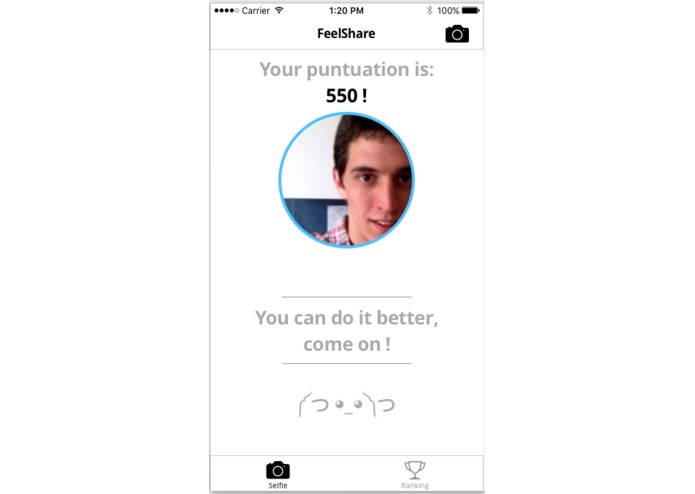 Carrier 1:20 PM 100%
FeelShare
Your puntuation is:
550 !
You can do it better,
come on !
༼つ •_• ༽つ
Selfie
Ranking